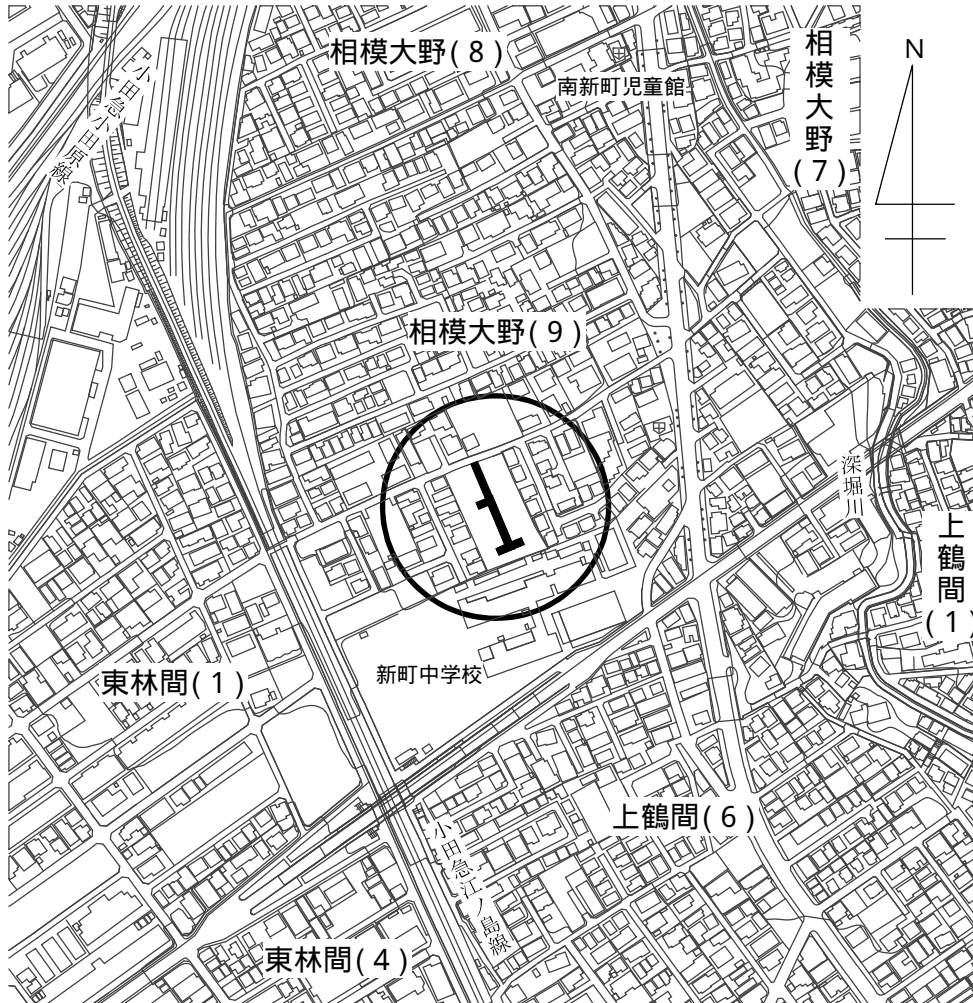 相模大野(8)
南新町児童館
相模大野(7)
N
小田急小田原線
相模大野(9)
1
深堀川
上鶴間(1)
新町中学校
東林間(1)
上鶴間(6)
小田急江ノ島線
東林間(4)